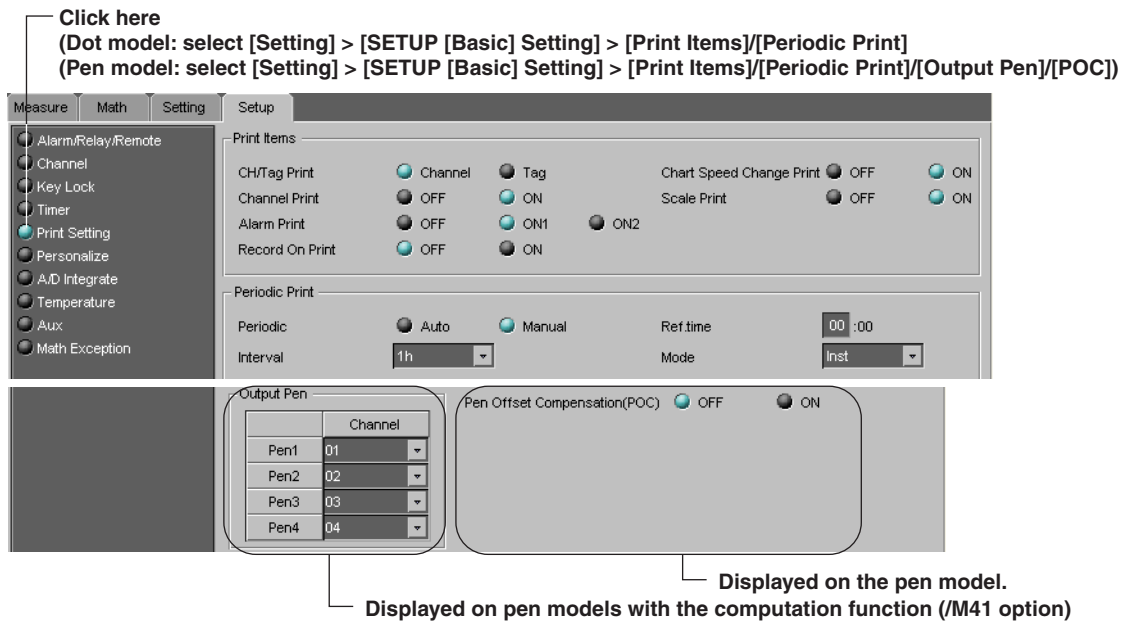 Click here
(Dot model: select [Setting] > [SETUP [Basic] Setting] > [Print Items]/[Periodic Print]
(Pen model: select [Setting] > [SETUP [Basic] Setting] > [Print Items]/[Periodic Print]/[Output Pen]/[POC])
Measure Math Setting Setup
Alarm/Relay/Remote
Channel
Key Lock
Timer
Print Setting
Personalize
A/D Integrate
Temperature
Aux
Math Exception
Print Items
CH/Tag Print Channel Tag Chart Speed Change Print OFF ON
Channel Print OFF ON Scale Print OFF ON
Alarm Print OFF ON1 ON2
Record On Print OFF ON
Periodic Print
Periodic Auto Manual Ref.time 00 :00
Interval 1h Mode Inst
Output Pen
Channel
Pen1 01
Pen2 02
Pen3 03
Pen4 04
Pen Offset Compensation(POC) OFF ON
Displayed on the pen model.
Displayed on pen models with the computation function (/M41 option)